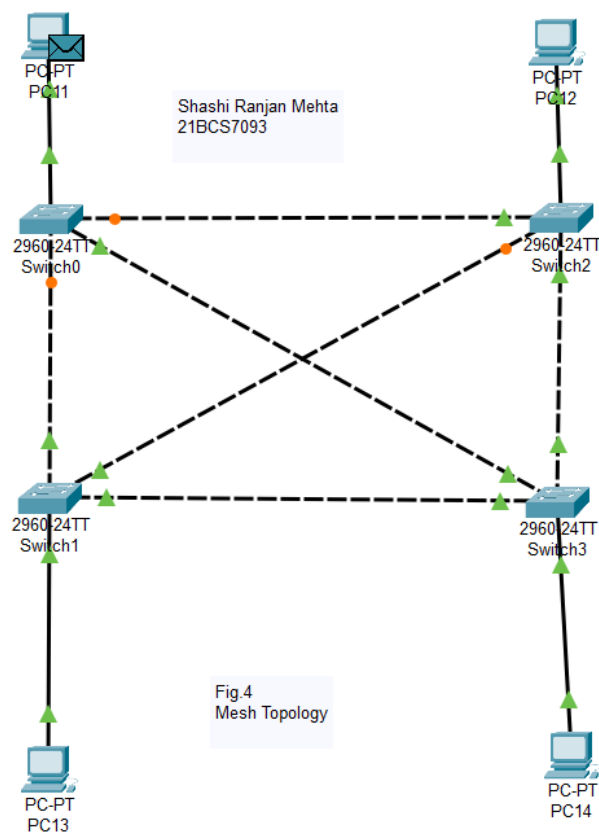 PC-PT
PC11
PC-PT
PC12
Shashi Ranjan Mehta
21BCS7093
2960-24TT
Switch0
2960-24TT
Switch2
2960-24TT
Switch1
2960-24TT
Switch3
Fig.4
Mesh Topology
PC-PT
PC13
PC-PT
PC14